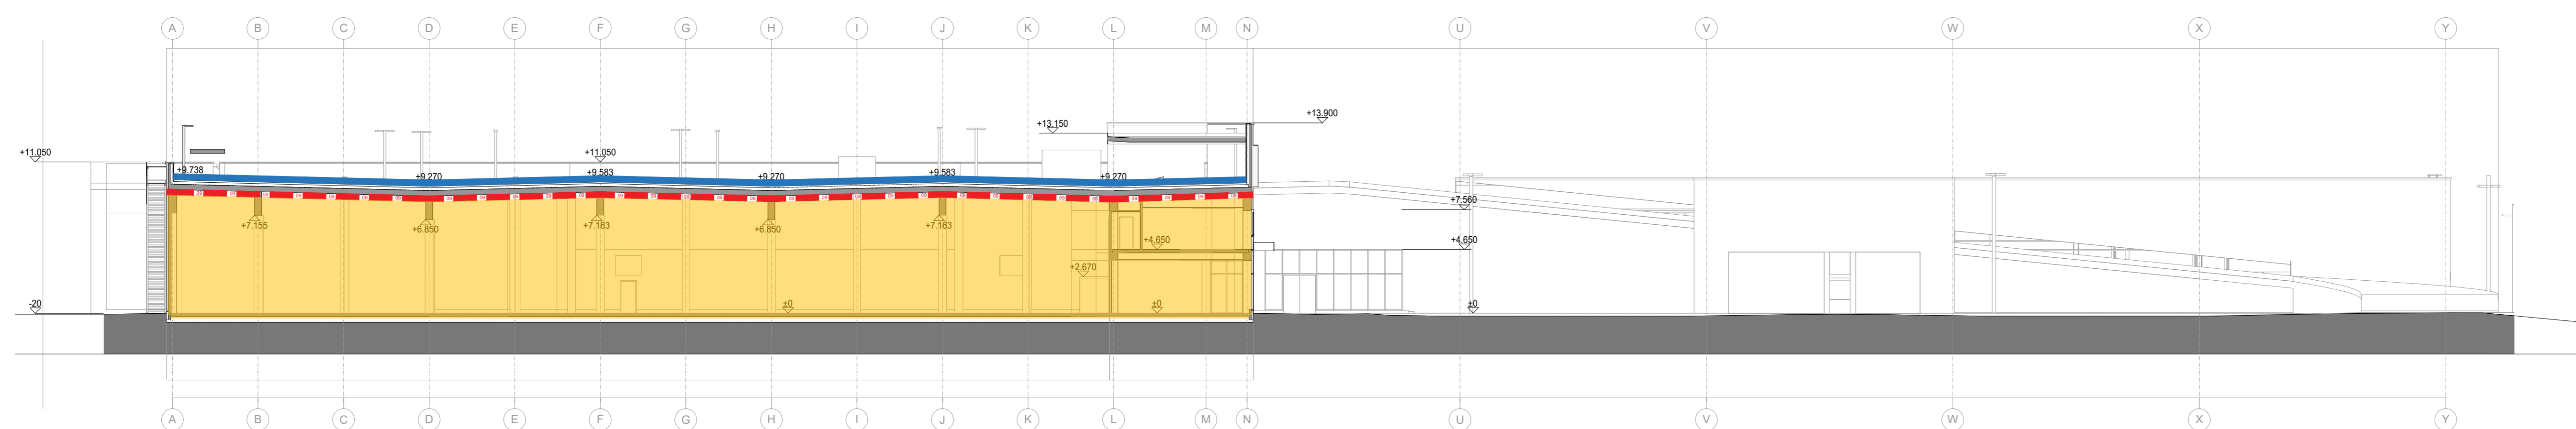 A B C D E F G H I J K L M N U V W X Y
+13.900
+13.150
+11.050 +11.050
+9.738 +9.270 +9.583 +9.270 +9.583 +9.270
+7.560
+7.155 +6.850 +7.163 +6.850 +7.163
+4.650 +4.650
+2.670
-20 ±0 ±0 ±0
A B C D E F G H I J K L M N U V W X Y